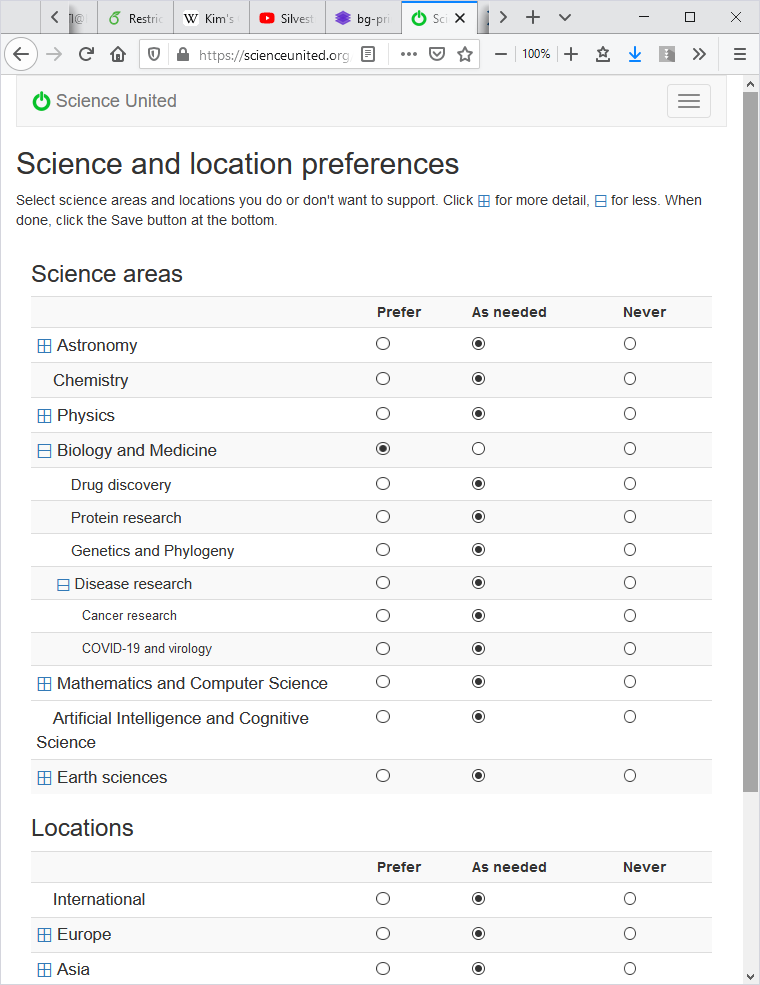 Restric
W Kim's
Silvest
bg-pr
Sc
https://scienceunited.org
100%
Science United
Science and location preferences
Select science areas and locations you do or don't want to support. Click for more detail, for less. When
done, click the Save button at the bottom.
Science areas
Prefer As needed Never
Astronomy
Chemistry
Physics
Biology and Medicine
Drug discovery
Protein research
Genetics and Phylogeny
Disease research
Cancer research
COVID-19 and virology
Mathematics and Computer Science
Artificial Intelligence and Cognitive
Science
Earth sciences
Locations
Prefer As needed Never
International
Europe
Asia